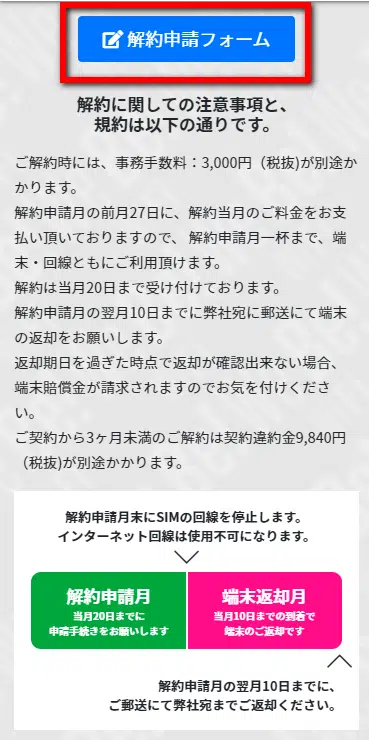 解約申請フォーム
解約に関しての注意事項と、
規約は以下の通りです。
ご解約時には、事務手数料：3,000円（税抜)が別途か
かります。
解約申請月の前月27日に、解約当月のご料金をお支
払い頂いておりますので、 解約申請月一杯まで、端
末・回線ともにご利用頂けます。
解約は当月20日まで受け付けております。
解約申請月の翌月10日までに弊社宛に郵送にて端末
の返却をお願いします。
返却期日を過ぎた時点で返却が確認出来ない場合、
端末賠償金が請求されますのでお気を付けくださ
い。
ご契約から3ヶ月未満のご解約は契約違約金9,840円
（税抜)が別途かかります。
解約申請月末にSIMの回線を停止します。
インターネット回線は使用不可になります。
解約申請月
当月20日までに
申請手続きをお願いします
端末返却月
当月10日までの到着で
端末のご返却です
解約申請月の翌月10日までに、
ご郵送にて弊社宛までご返却ください。